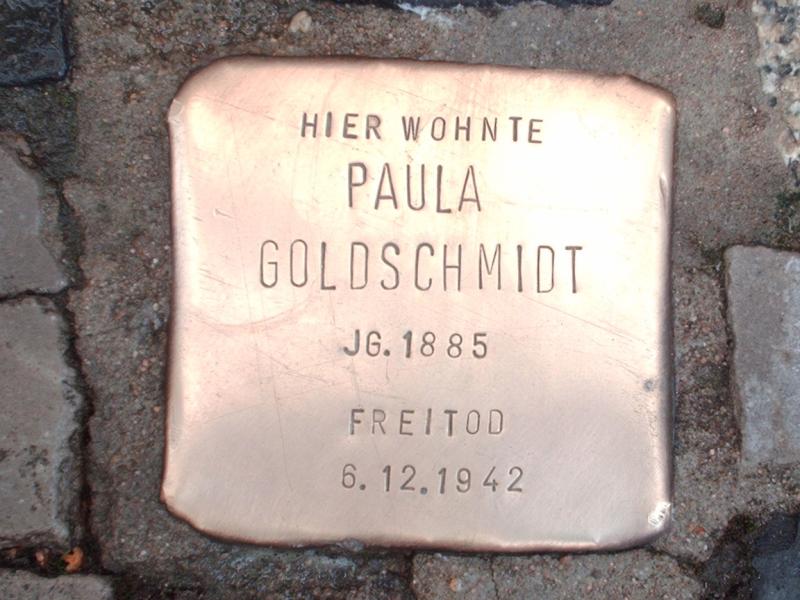 HIER WOHNTE
PAULA
GOLDSCHMIDT
JG. 1885
FREITOD
6. 12. 1942